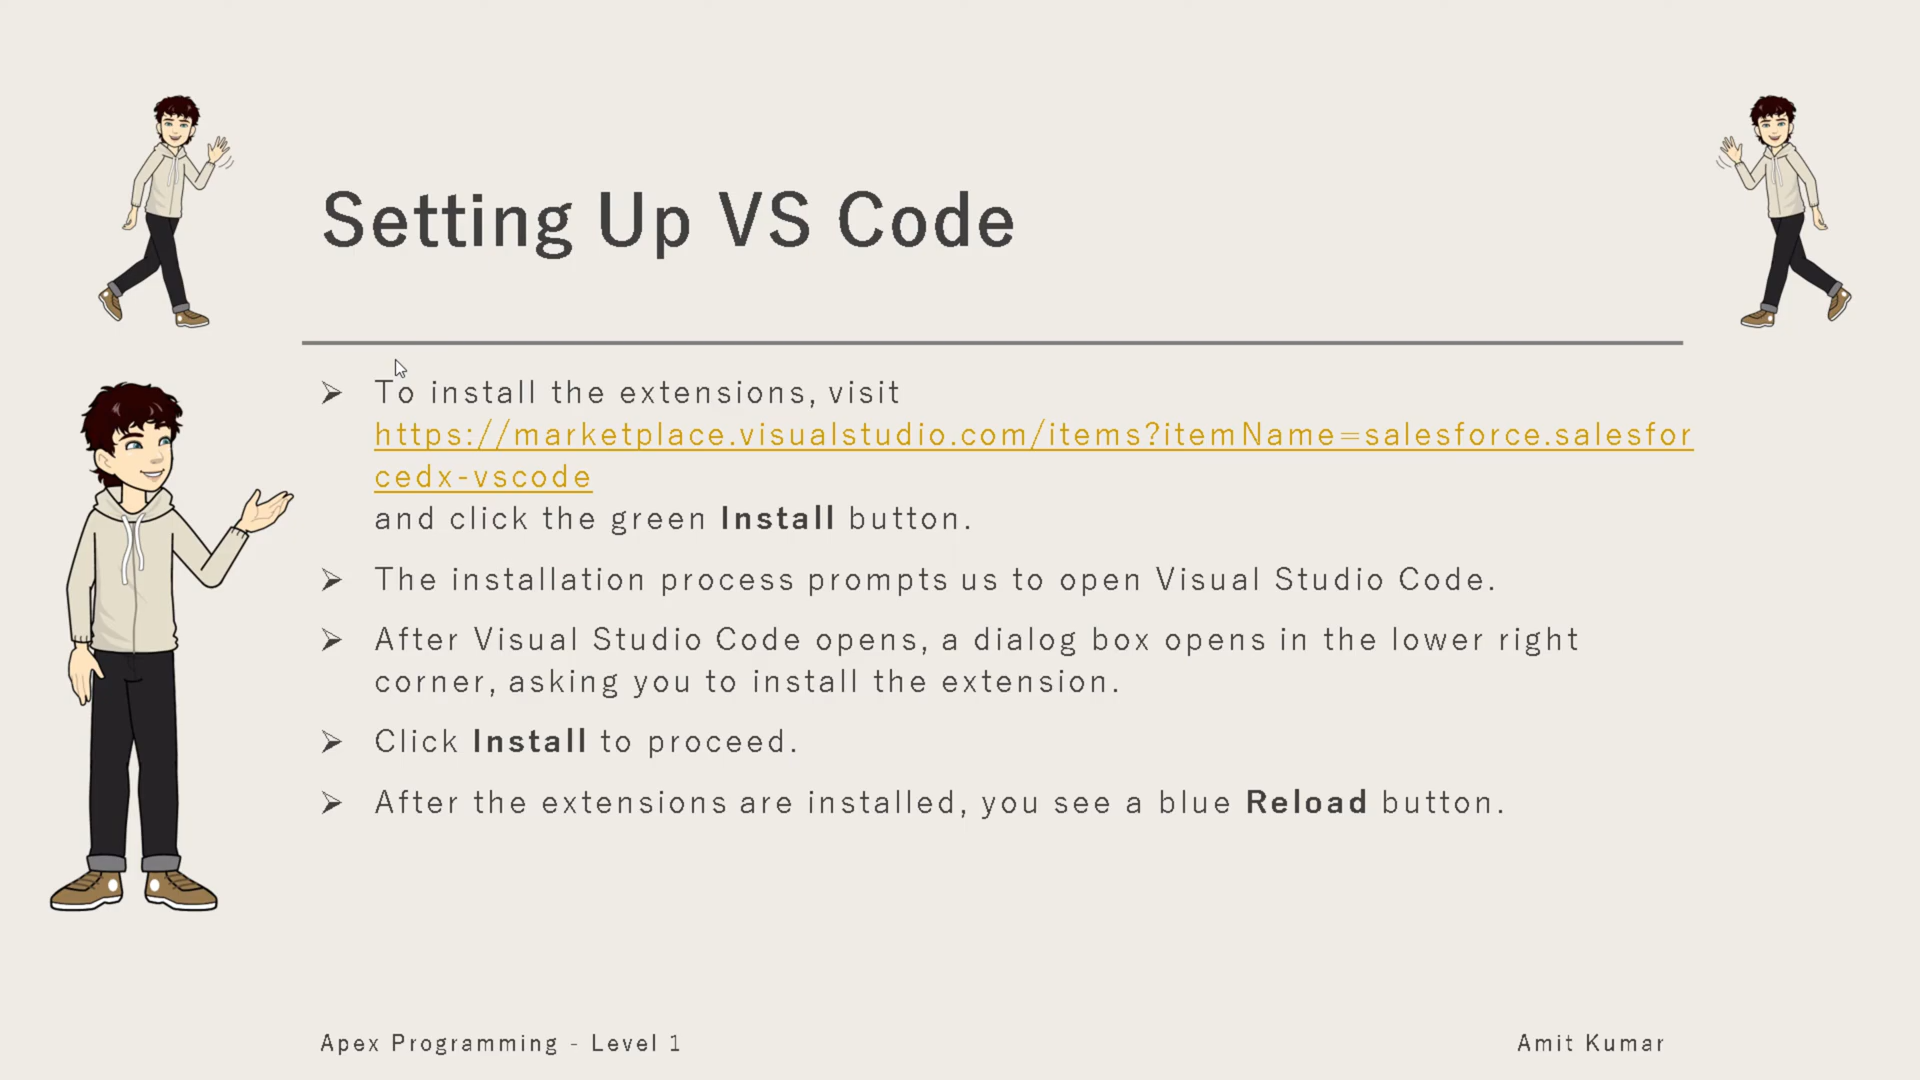 Setting Up VS Code
➢ To install the extensions, visit
https://marketplace.visualstudio.com/items?itemName=salesforce.salesfor
cedx-vscode
and click the green Install button.
➢ The installation process prompts us to open Visual Studio Code.
➢ After Visual Studio Code opens, a dialog box opens in the lower right
corner, asking you to install the extension.
➢ Click Install to proceed.
➢ After the extensions are installed, you see a blue Reload button.
Apex Programming - Level 1
Amit Kumar